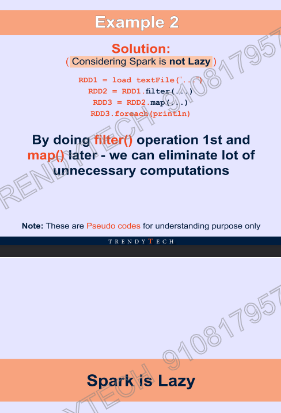 Example 2
Solution:
( Considering Spark is not Lazy )
RDD1 = load textFile(`...`)
RDD2 = RDD1.filter(...)
RDD3 = RDD2.map(...)
RDD3.foreach(println)
By doing filter() operation 1st and
map() later - we can eliminate lot of
unnecessary computations
Note: These are Pseudo codes for understanding purpose only
TRENDYTECH
Spark is Lazy
TRENDYTECH 9108179578